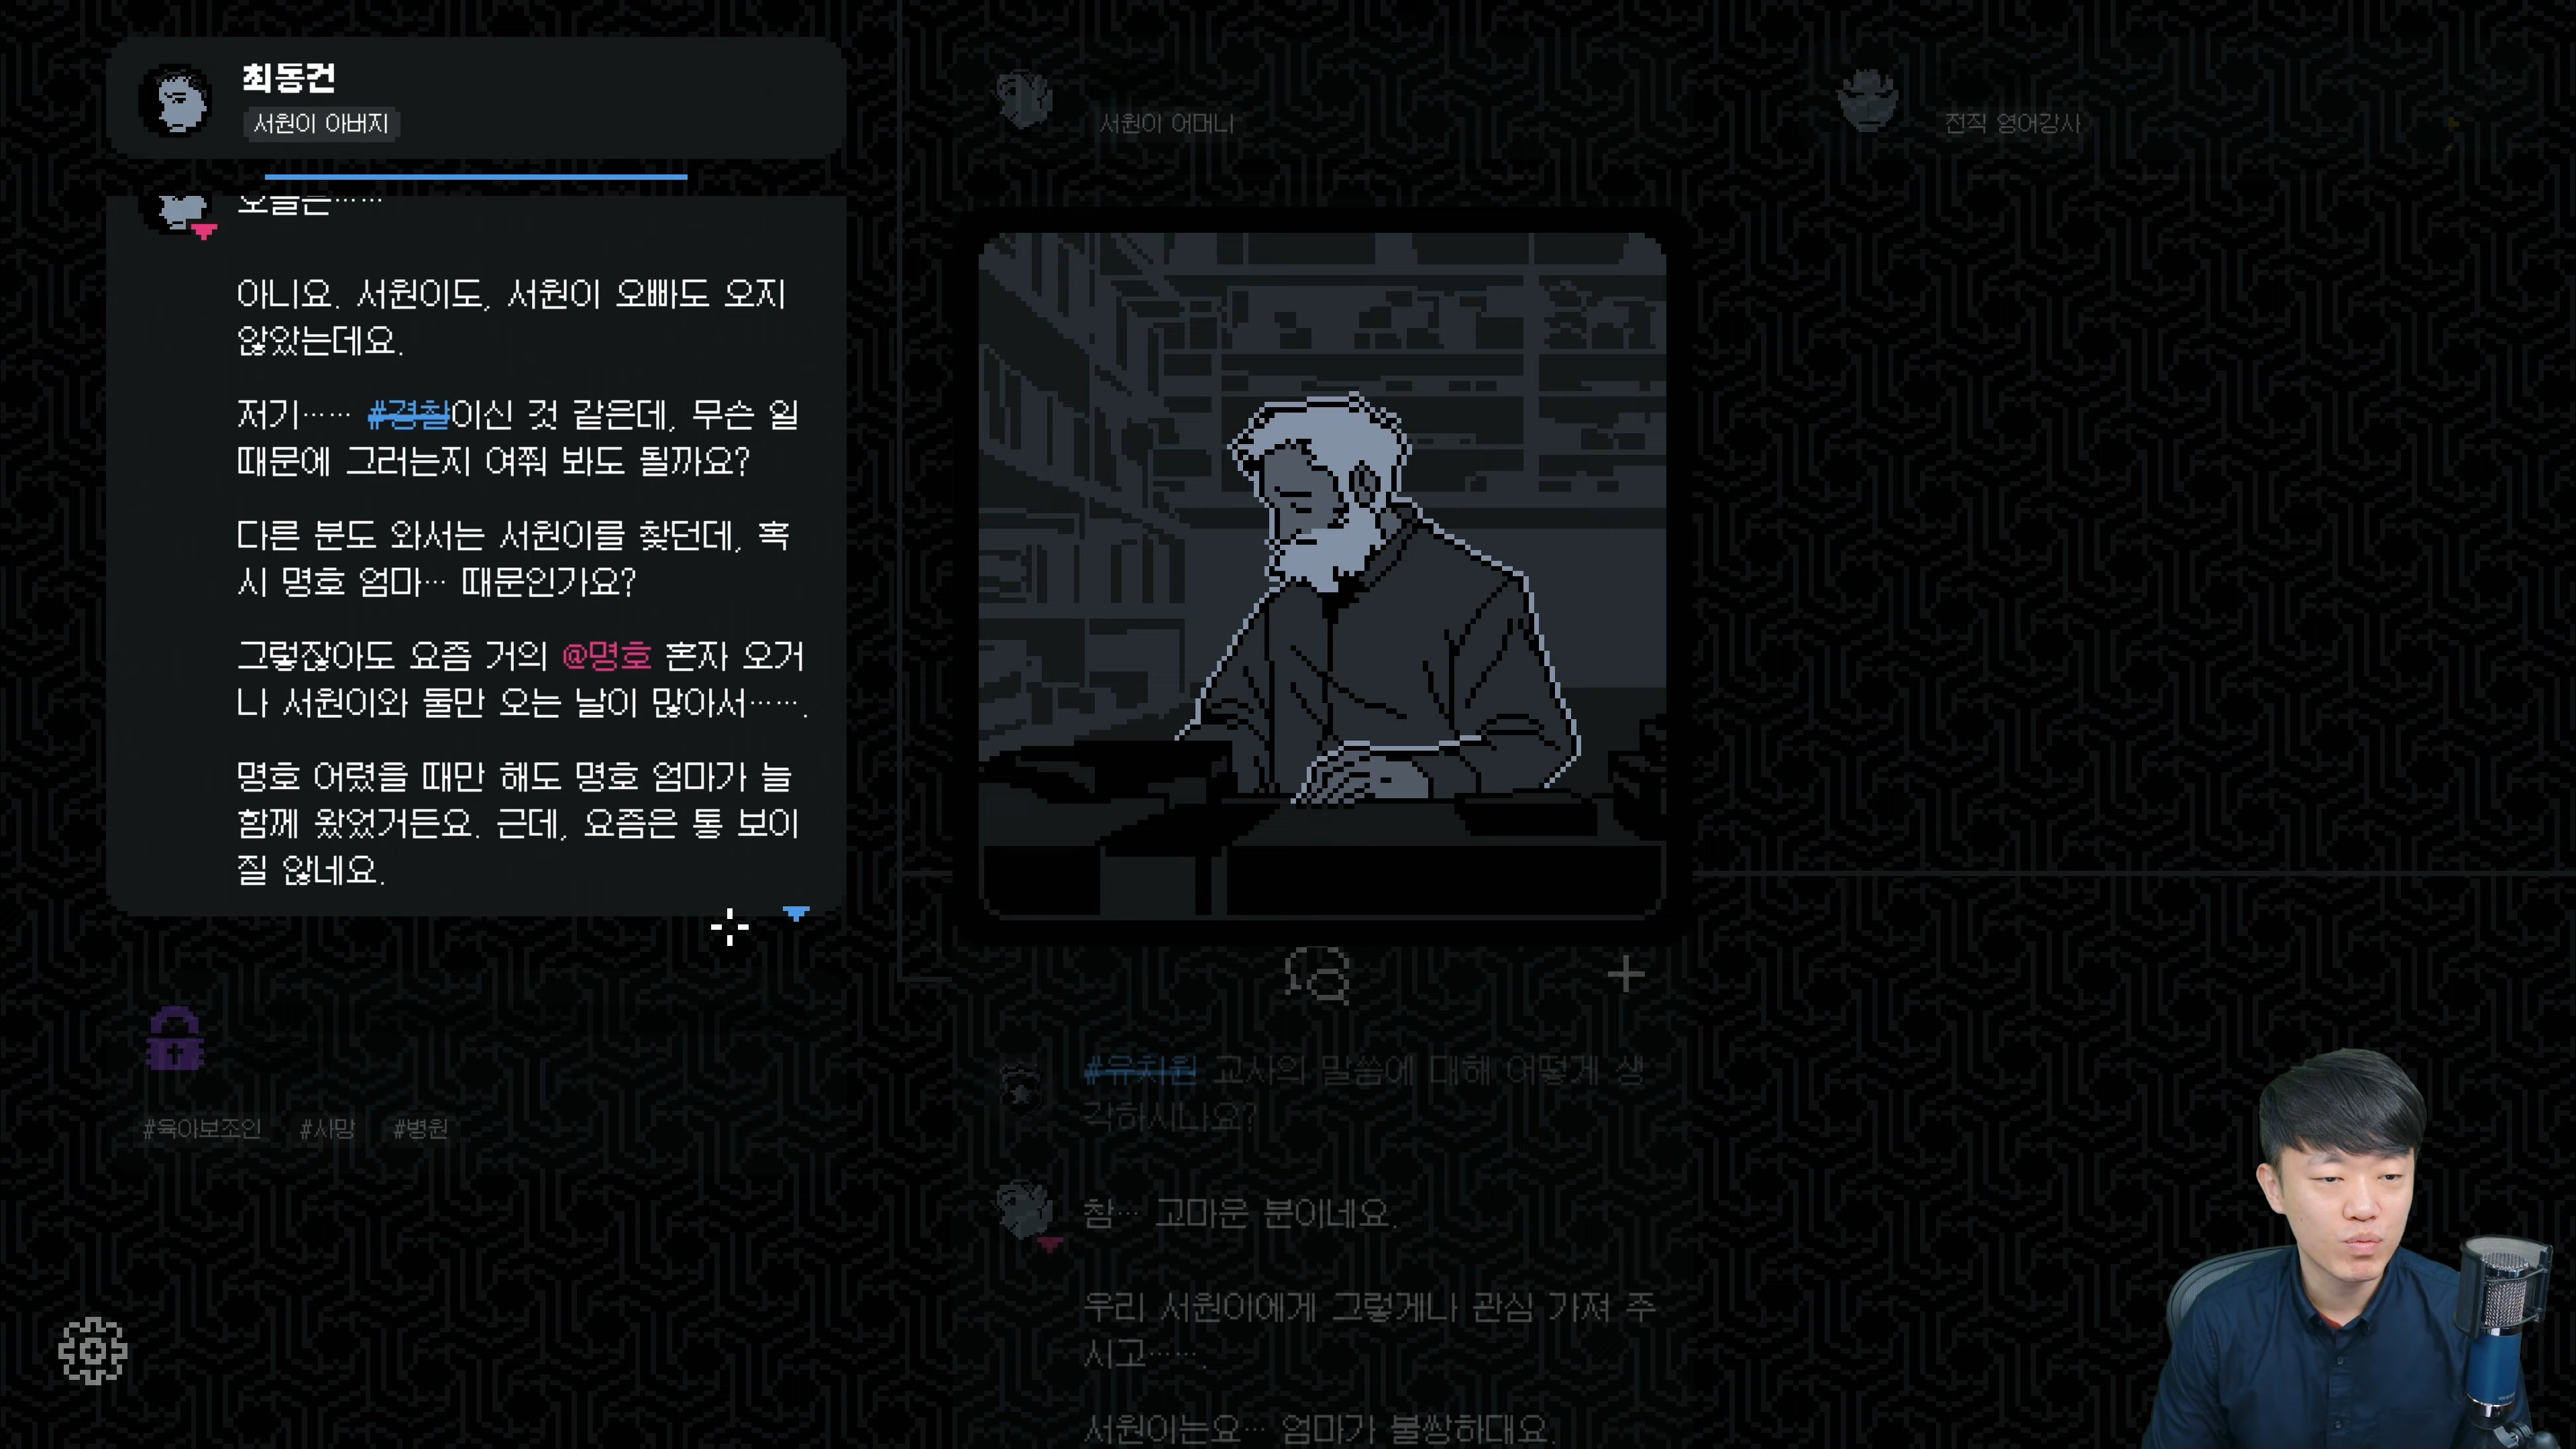 최동건
서원이 아버지
오늘은……
아니요. 서원이도, 서원이 오빠도 오지
않았는데요.
저기…… #경찰이신 것 같은데, 무슨 일
때문에 그러는지 여쭤 봐도 될까요?
다른 분도 와서는 서원이를 찾던데, 혹
시 명호 엄마… 때문인가요?
그렇잖아도 요즘 거의 @명호 혼자 오거
나 서원이와 둘만 오는 날이 많아서…….
명호 어렸을 때만 해도 명호 엄마가 늘
함께 왔었거든요. 근데, 요즘은 통 보이
질 않네요.
#육아보조인 #사망 #병원
서원이 어머니
#유치원 교사의 말씀에 대해 어떻게 생
각하시나요?
참… 고마운 분이네요.
우리 서원이에게 그렇게나 관심 가져 주
시고…….
서원이는요… 엄마가 불쌍하대요.
전직 영어강사